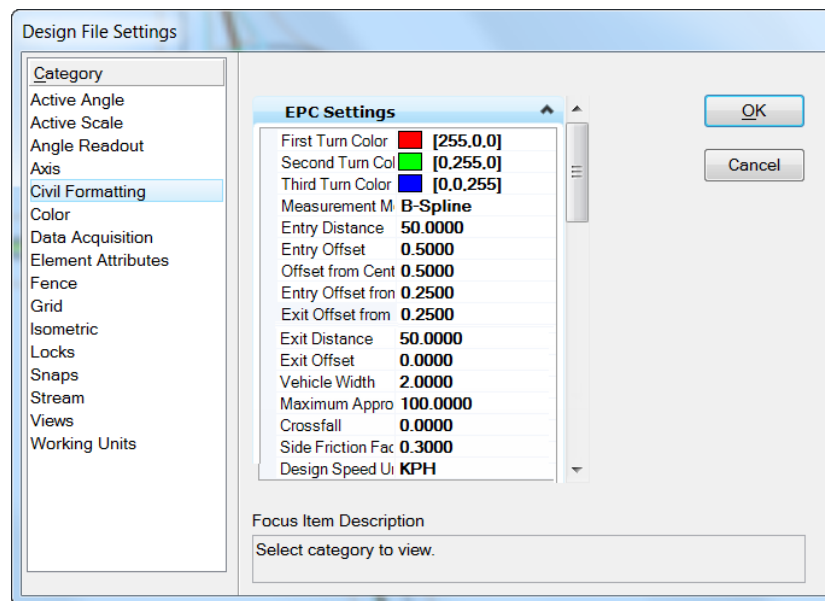 Design File Settings
Category
Active Angle
Active Scale
Angle Readout
Axis
Civil Formatting
Color
Data Acquisition
Element Attributes
Fence
Grid
Isometric
Locks
Snaps
Stream
Views
Working Units
EPC Settings
First Turn Color [255,0,0]
Second Turn Col [0,255,0]
Third Turn Color [0,0,255]
Measurement M B-Spline
Entry Distance 50.0000
Entry Offset 0.5000
Offset from Cent 0.5000
Entry Offset from 0.2500
Exit Offset from 0.2500
Exit Distance 50.0000
Exit Offset 0.0000
Vehicle Width 2.0000
Maximum Appro 100.0000
Crossfall 0.0000
Side Friction Fac 0.3000
Design Speed U KPH
OK
Cancel
Focus Item Description
Select category to view.